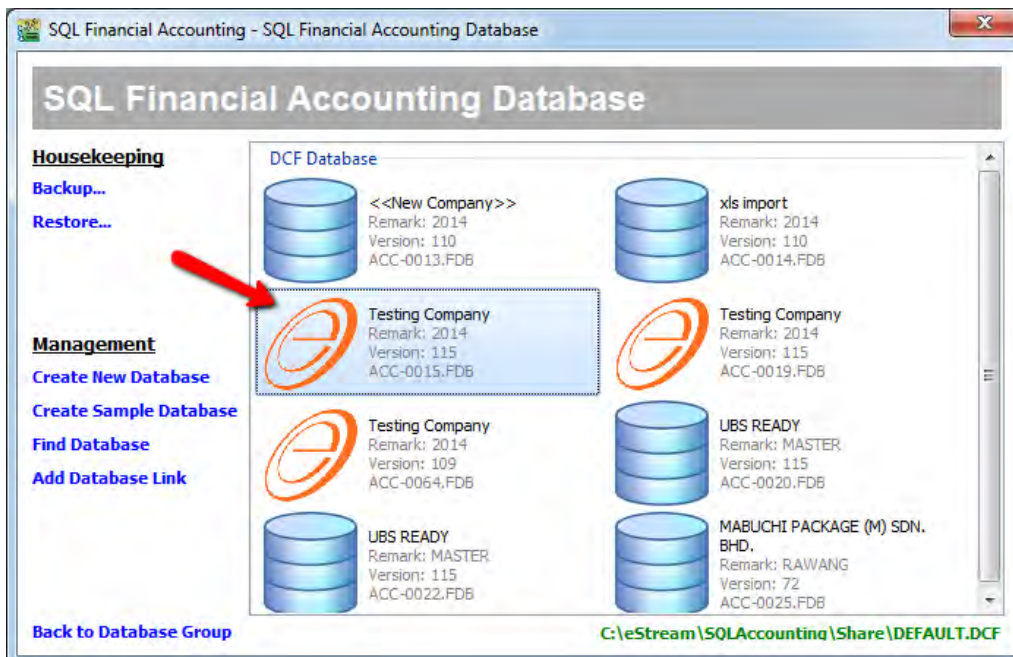 SQL Financial Accounting - SQL Financial Accounting Database
SQL Financial Accounting Database
Housekeeping
Backup...
Restore...
Management
Create New Database
Create Sample Database
Find Database
Add Database Link
Back to Database Group
DCF Database
<<New Company>>
Remark: 2014
Version: 110
ACC-0013.FDB
xls import
Remark: 2014
Version: 110
ACC-0014.FDB
Testing Company
Remark: 2014
Version: 115
ACC-0015.FDB
Testing Company
Remark: 2014
Version: 115
ACC-0019.FDB
Testing Company
Remark: 2014
Version: 109
ACC-0064.FDB
UBS READY
Remark: MASTER
Version: 115
ACC-0020.FDB
UBS READY
Remark: MASTER
Version: 115
ACC-0022.FDB
MABUCHI PACKAGE (M) SDN.
BHD.
Remark: RAWANG
Version: 72
ACC-0025.FDB
C:\eStream\SQLAccounting\Share\DEFAULT.DCF